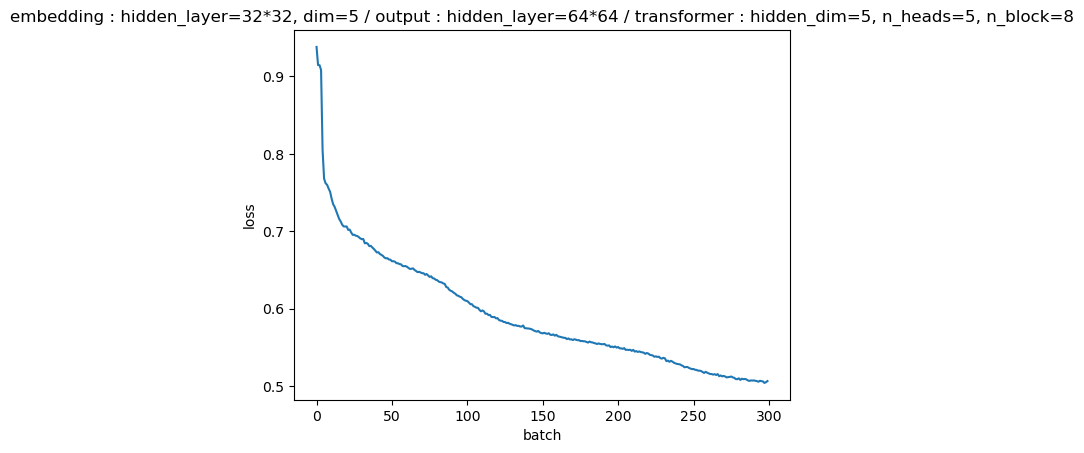 embedding : hidden_layer=32*32, dim=5 / output : hidden_layer=64*64 / transformer : hidden_dim=5, n_heads=5, n_block=8
0.9
0.8
0.7
0.6
0.5
loss
0 50 100 150 200 250 300
batch